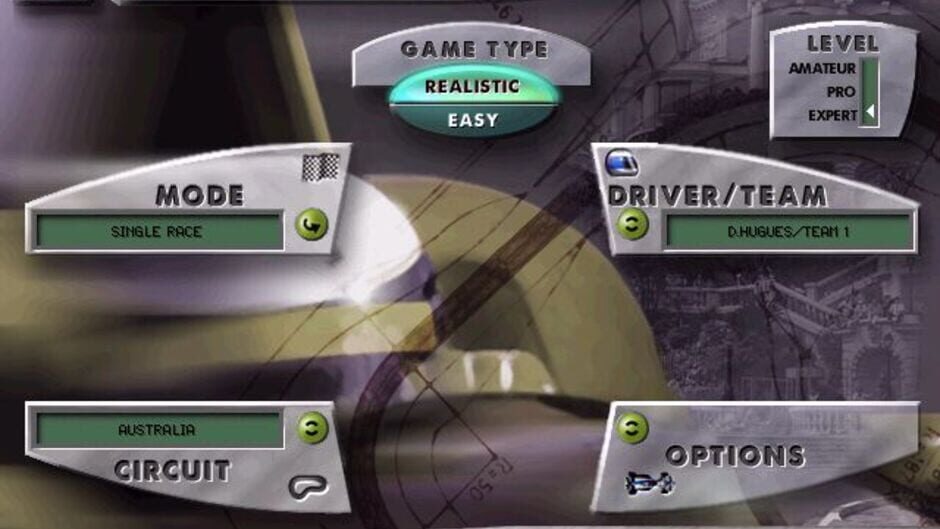 GAME TYPE
REALISTIC
EASY
LEVEL
AMATEUR
PRO
EXPERT
MODE
SINGLE RACE
DRIVER/TEAM
D.HUGUES/TEAM 1
AUSTRALIA
CIRCUIT
OPTIONS
R=50